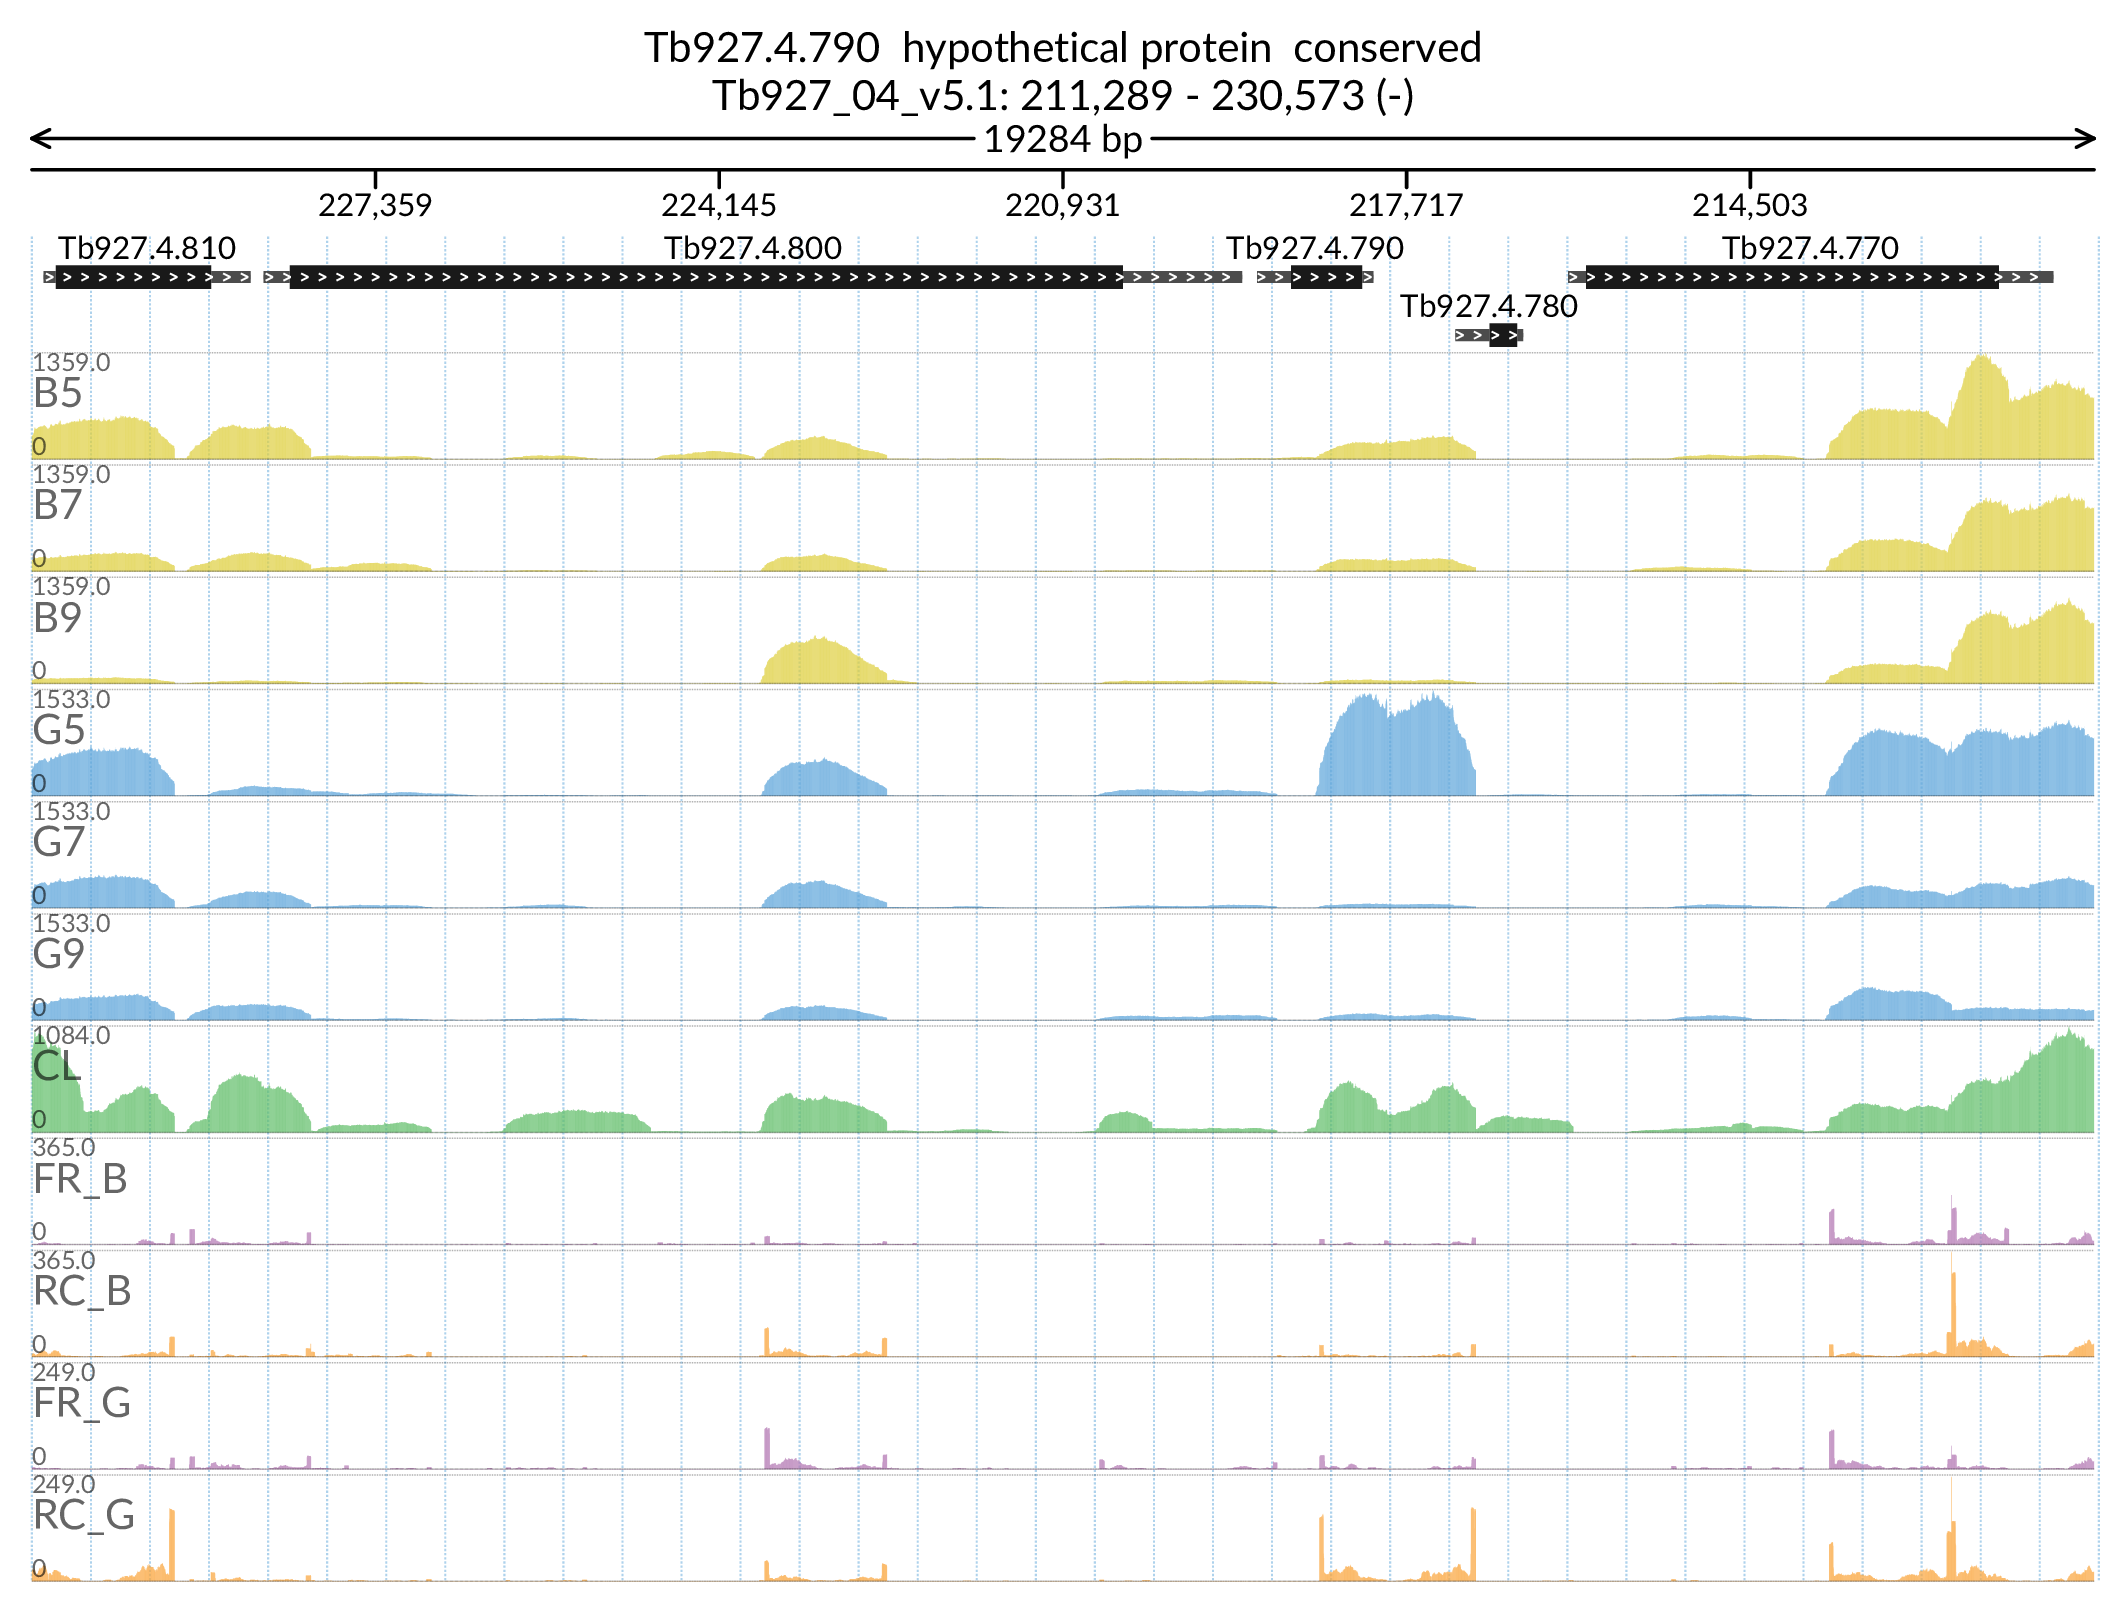 Tb927.4.790  hypothetical protein  conserved
Tb927_04_v5.1: 211,289 - 230,573 (-)
19284 bp
227,359 224,145 220,931 217,717 214,503
Tb927.4.810 Tb927.4.800 Tb927.4.790 Tb927.4.770
Tb927.4.780
1359.0
B5
0
1359.0
B7
0
1359.0
B9
0
1533.0
G5
0
1533.0
G7
0
1533.0
G9
0
1084.0
CL
0
365.0
FR_B
0
365.0
RC_B
0
249.0
FR_G
0
249.0
RC_G
0